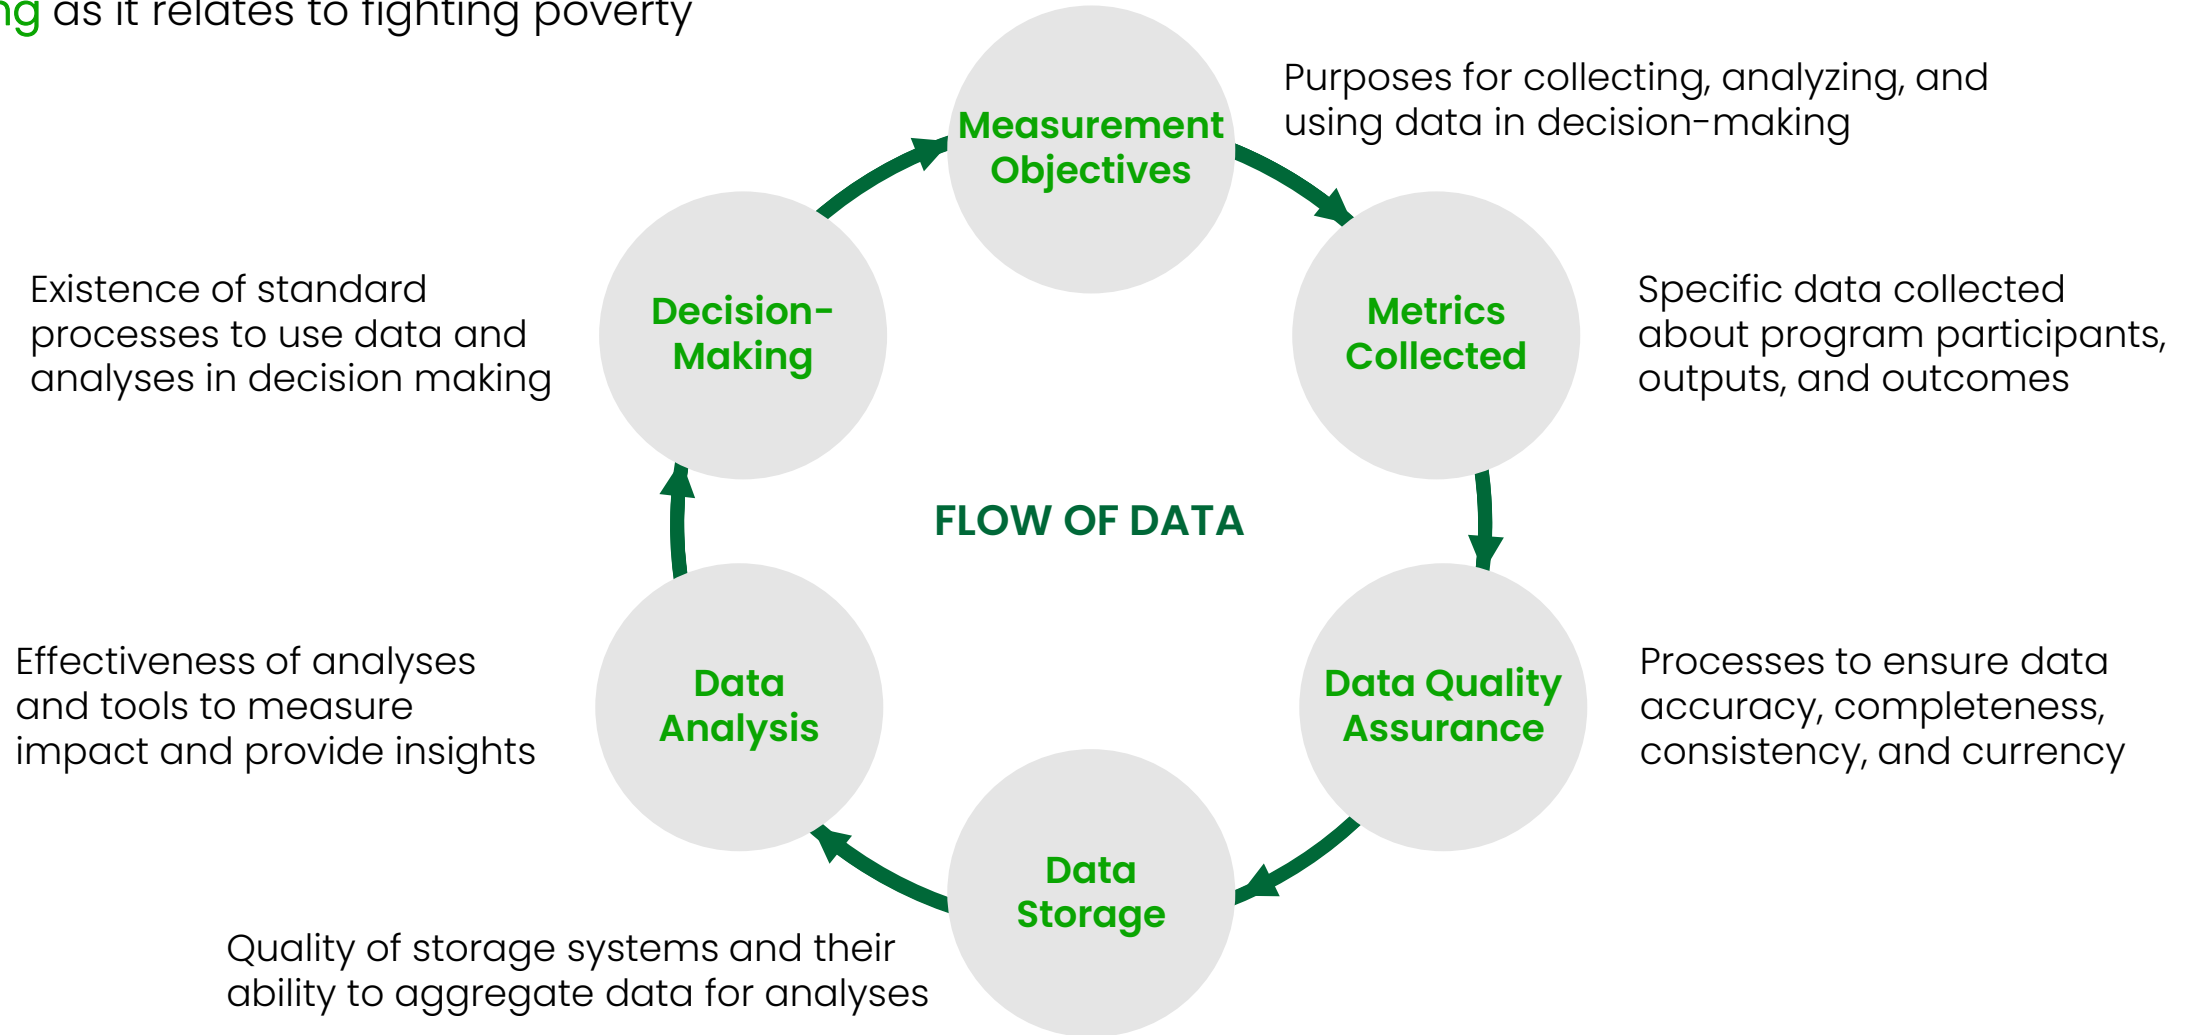 ng as it relates to fighting poverty
Measurement
Objectives
Purposes for collecting, analyzing, and
using data in decision-making
Metrics
Collected
Specific data collected
about program participants,
outputs, and outcomes
Data Quality
Assurance
Processes to ensure data
accuracy, completeness,
consistency, and currency
Data
Storage
Quality of storage systems and their
ability to aggregate data for analyses
Data
Analysis
Effectiveness of analyses
and tools to measure
impact and provide insights
Decision-
Making
Existence of standard
processes to use data and
analyses in decision making
FLOW OF DATA